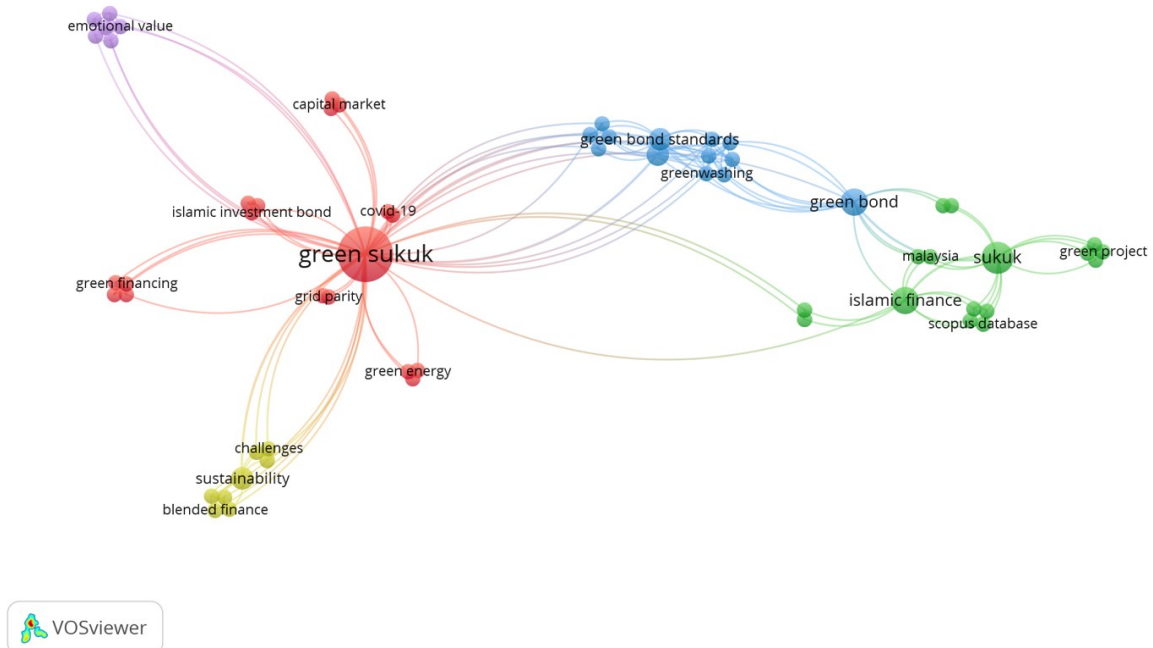 emotional value
capital market
green bond standards
greenwashing
green bond
islamic investment bond
covid-19
green sukuk
malaysia
sukuk
green project
green financing
grid parity
islamic finance
scopus database
green energy
challenges
sustainability
blended finance
VOSviewer